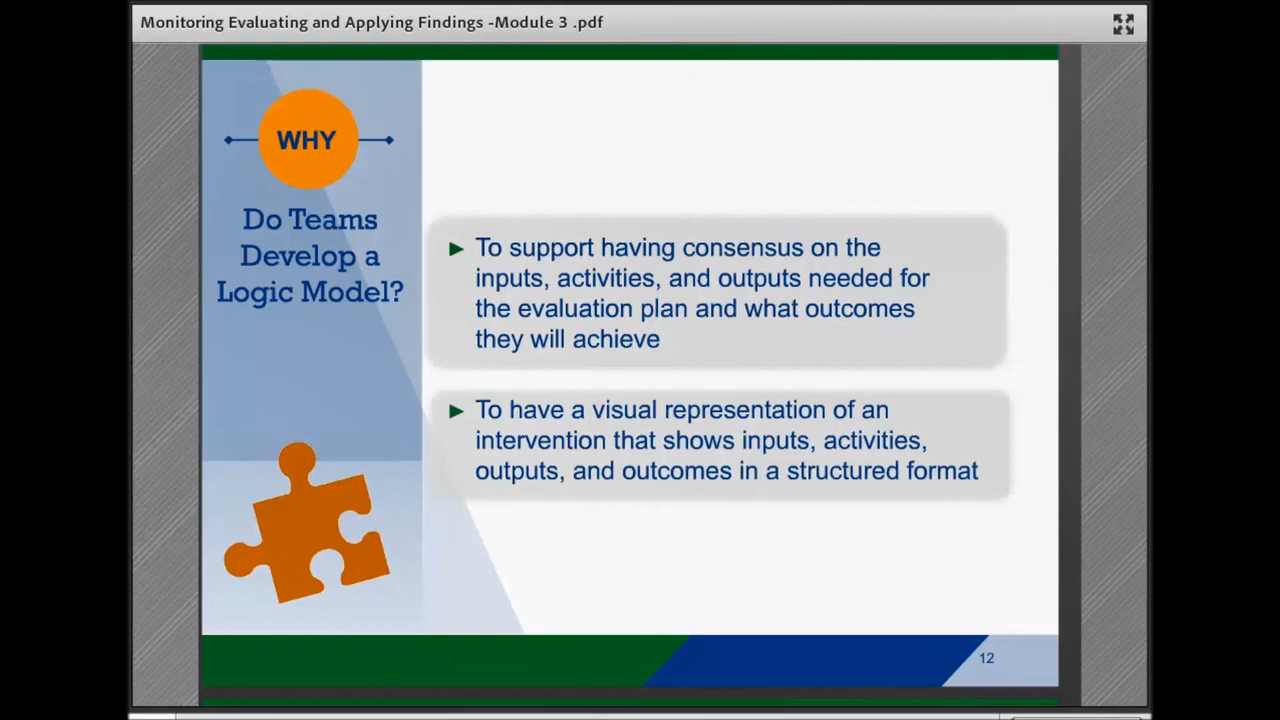 Monitoring Evaluating and Applying Findings -Module 3 .pdf
WHY
Do Teams
Develop a
Logic Model?
► To support having consensus on the
inputs, activities, and outputs needed for
the evaluation plan and what outcomes
they will achieve
► To have a visual representation of an
intervention that shows inputs, activities,
outputs, and outcomes in a structured format
12